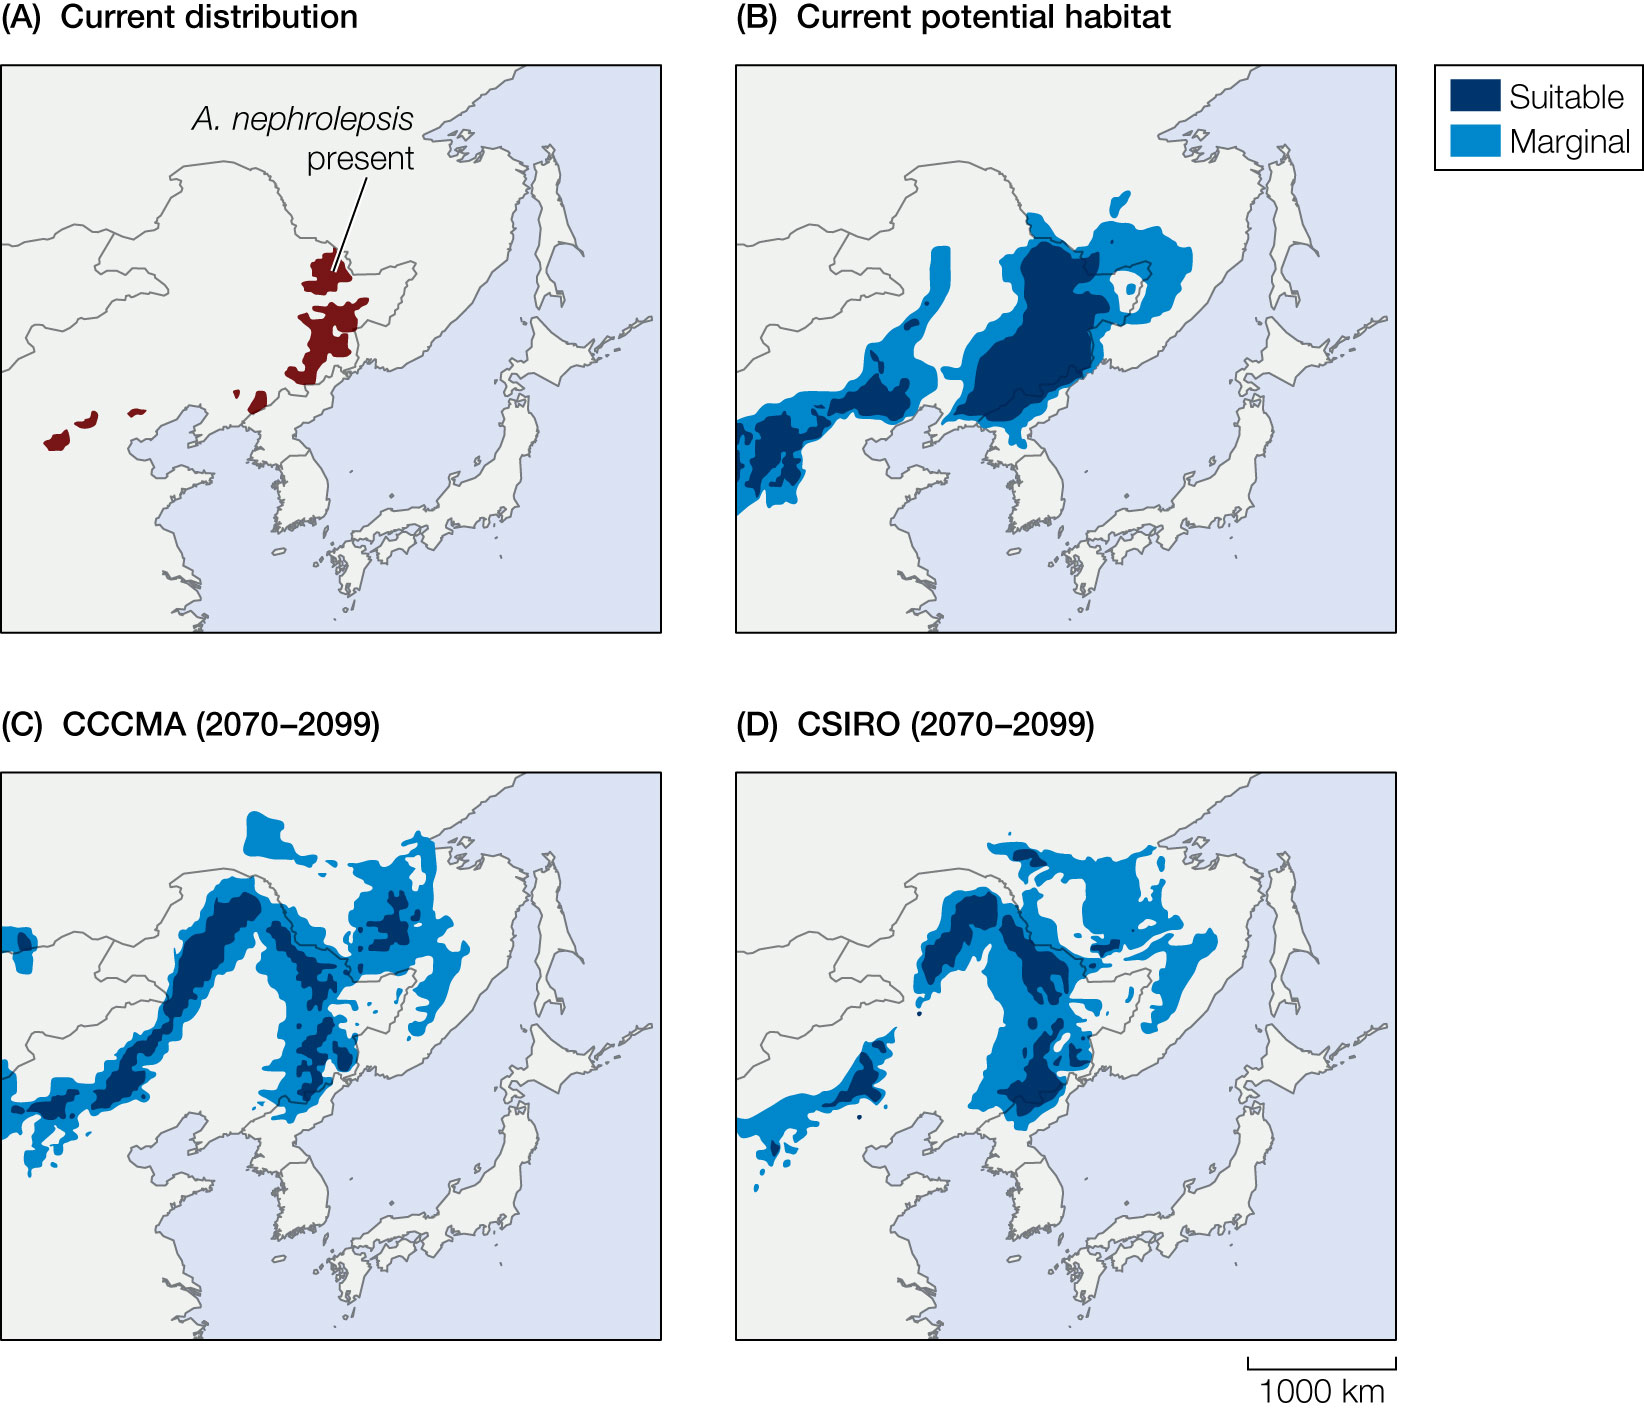 (A) Current distribution
A. nephrolepsis
present
(B) Current potential habitat
Suitable
Marginal
(C) CCCMA (2070–2099)
(D) CSIRO (2070–2099)
1000 km